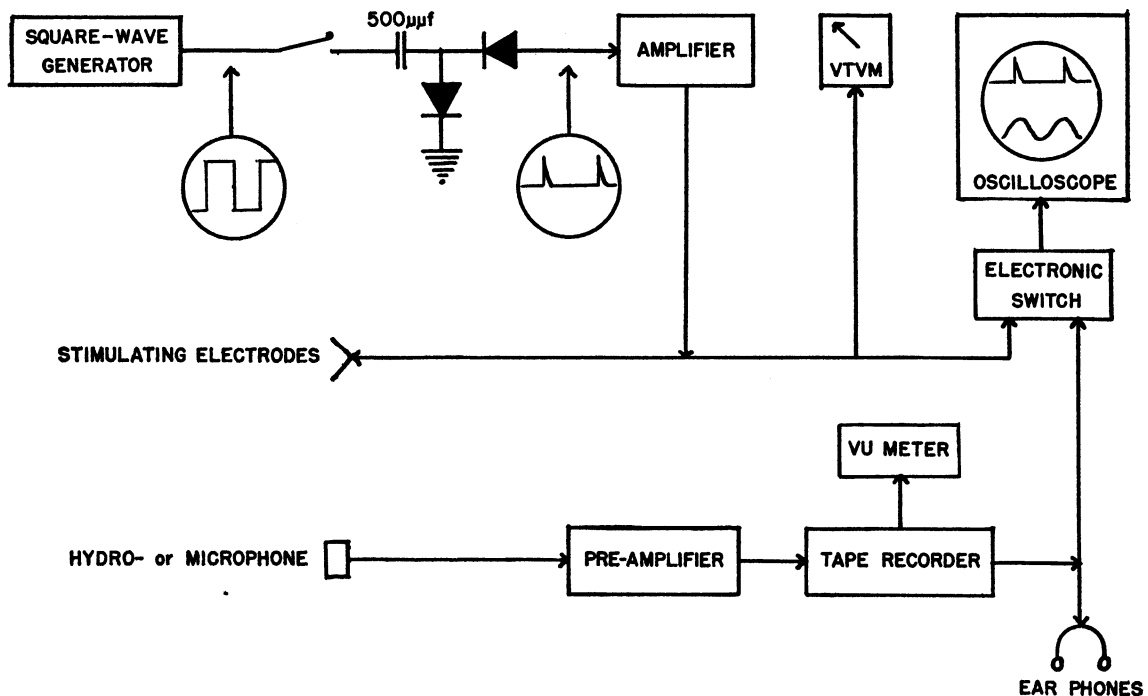 SQUARE-WAVE
GENERATOR
500μμf
AMPLIFIER
VTVM
OSCILLOSCOPE
ELECTRONIC
SWITCH
STIMULATING ELECTRODES
VU METER
HYDRO- or MICROPHONE
PRE-AMPLIFIER
TAPE RECORDER
EAR PHONES